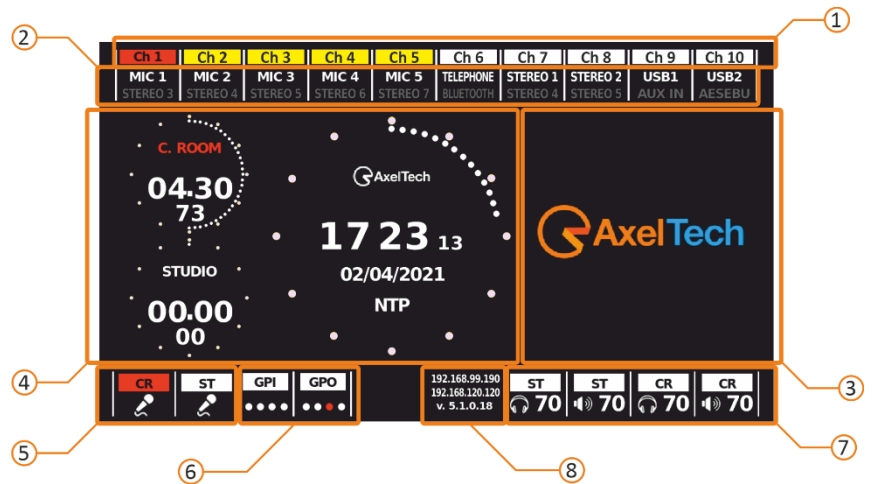 1
2
Ch 1 Ch 2 Ch 3 Ch 4 Ch 5 Ch 6 Ch 7 Ch 8 Ch 9 Ch 10
MIC 1 MIC 2 MIC 3 MIC 4 MIC 5 TELEPHONE STEREO 1 STEREO 2 USB1 USB2
STEREO 3 STEREO 4 STEREO 5 STEREO 6 STEREO 7 BLUETOOTH STEREO 4 STEREO 5 AUX IN AESEBU
C. ROOM
04.30
73
STUDIO
00.00
00
AxelTech
17 23 13
02/04/2021
NTP
AxelTech
4
3
CR ST GPI GPO
192.168.99.190
192.168.120.120
v. 5.1.0.18
ST ST CR CR
70 70 70 70
5
6
8
7